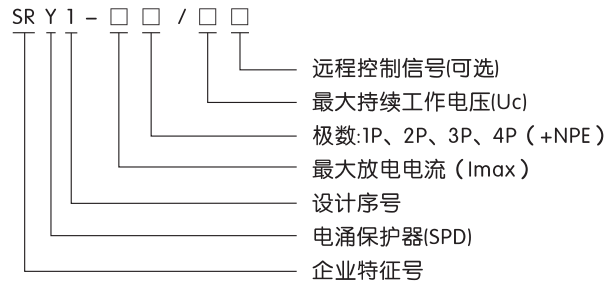 SR Y 1 - □ □ / □ □
远程控制信号(可选)
最大持续工作电压(Uc)
极数:1P、2P、3P、4P（+NPE）
最大放电电流（Imax）
设计序号
电涌保护器(SPD)
企业特征号